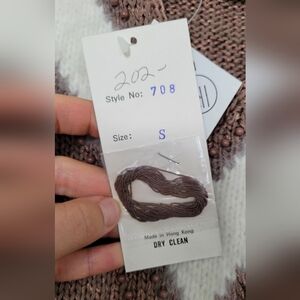 202-
Style No: 708
Size: S
Made in Hong Kong
DRY CLEAN